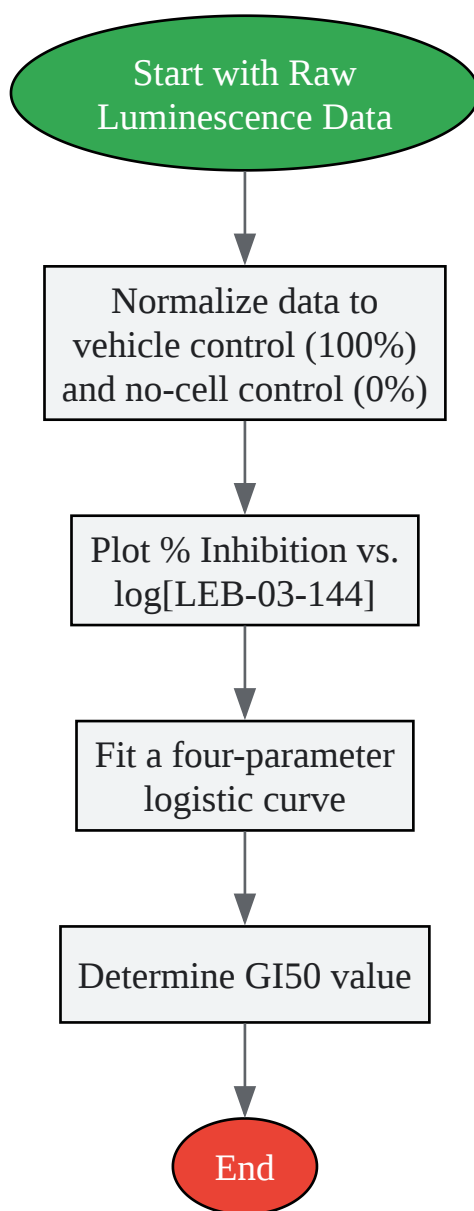 Start with Raw
Luminescence Data
Normalize data to
vehicle control (100%)
and no-cell control (0%)
Plot % Inhibition vs.
log[LEB-03-144]
Fit a four-parameter
logistic curve
Determine GI50 value
End